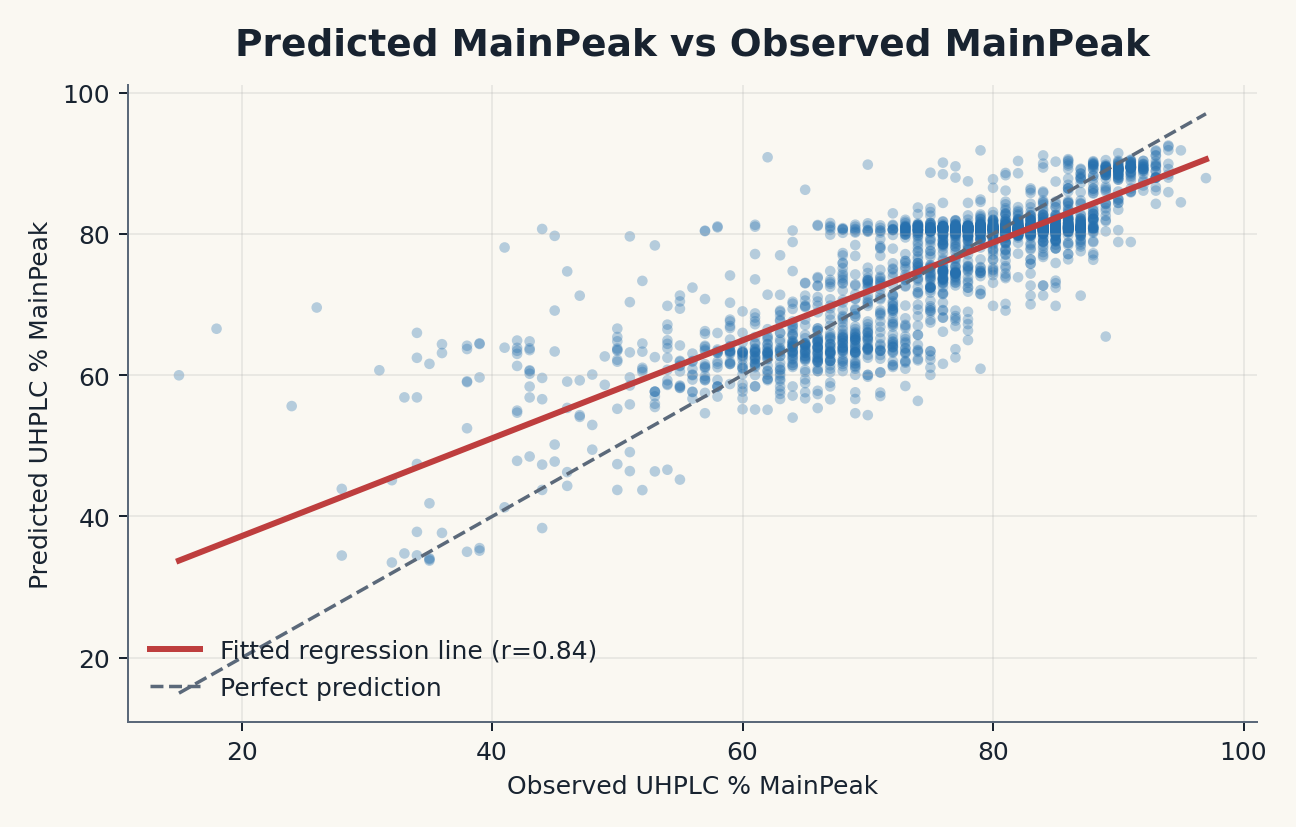 Predicted MainPeak vs Observed MainPeak
Predicted UHPLC % MainPeak
100
80
60
40
20
Fitted regression line (r=0.84)
Perfect prediction
20 40 60 80 100
Observed UHPLC % MainPeak